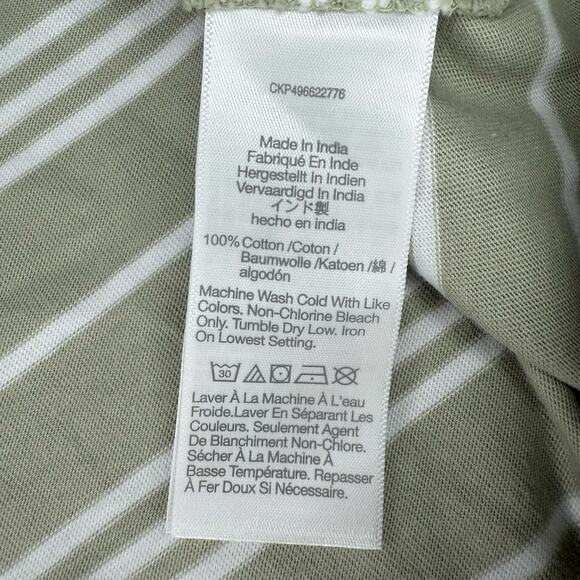 CKP496622776
Made In India
Fabriqué En Inde
Hergestellt In Indien
Vervaardigd In India
インド製
hecho en india
100% Cotton /Coton /
Baumwolle /Katoen /綿 /
algodón
Machine Wash Cold With Like
Colors. Non-Chlorine Bleach
Only. Tumble Dry Low. Iron
On Lowest Setting.
30
Laver À La Machine À L'eau
Froide.Laver En Séparant Les
Couleurs. Seulement Agent
De Blanchiment Non-Chlore.
Sécher À La Machine À
Basse Température. Repasser
À Fer Doux Si Nécessaire.